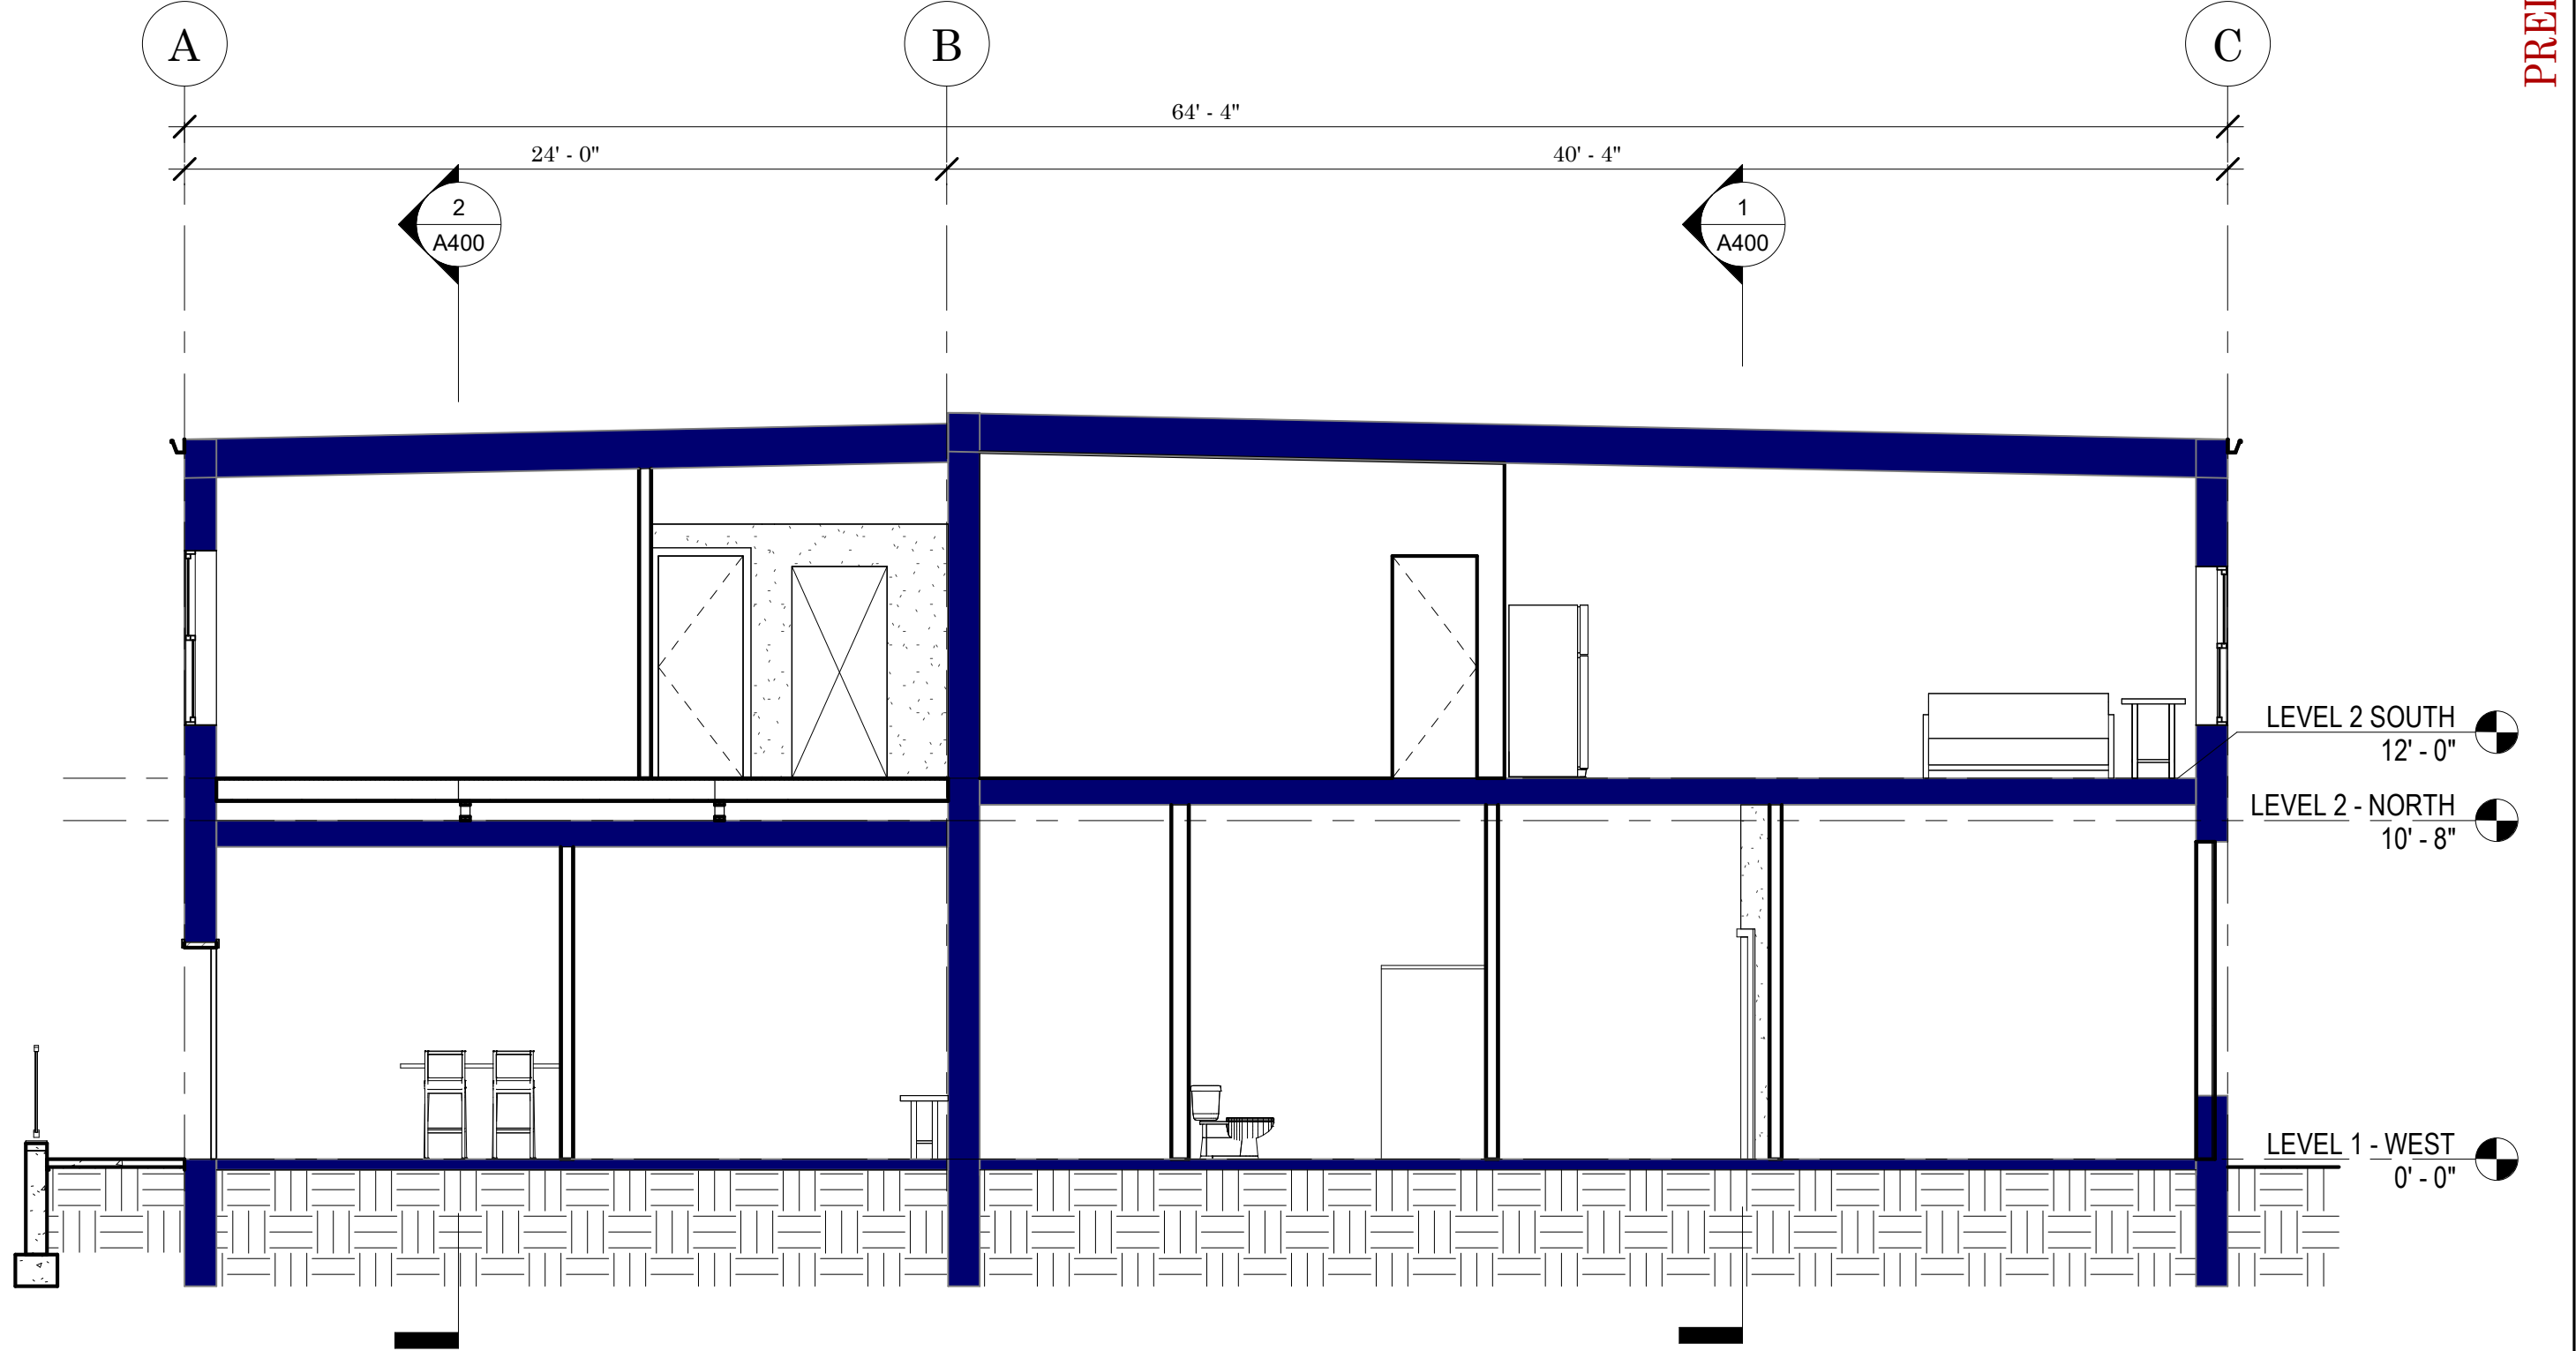 A
B
C
64' - 4"
24' - 0"
40' - 4"
2
A400
1
A400
LEVEL 2 SOUTH
12' - 0"
LEVEL 2 - NORTH
10' - 8"
LEVEL 1 - WEST
0' - 0"